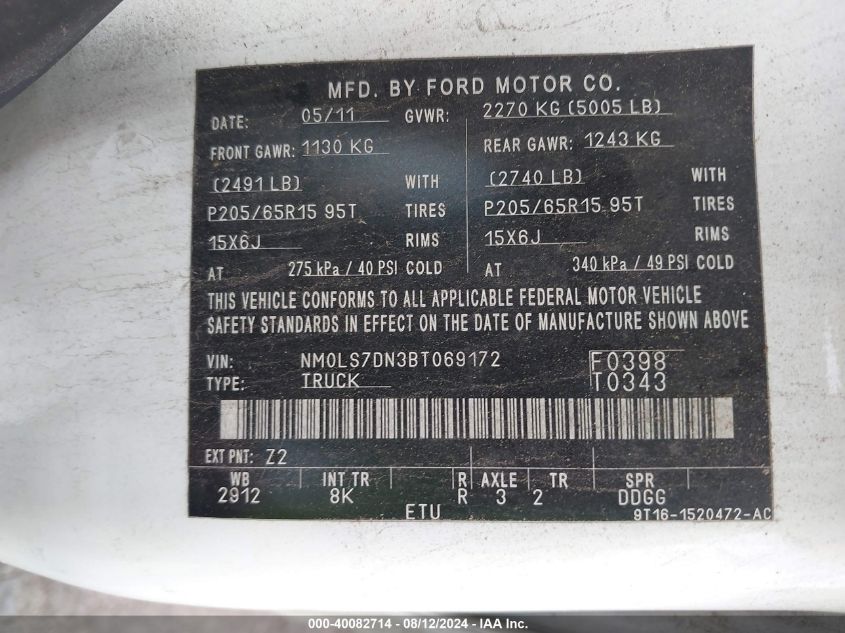 MFD. BY FORD MOTOR CO.
DATE: 05/11 GVWR: 2270 KG (5005 LB)
FRONT GAWR: 1130 KG REAR GAWR: 1243 KG
(2491 LB) WITH (2740 LB) WITH
P205/65R15 95T TIRES P205/65R15 95T TIRES
15X6J RIMS 15X6J RIMS
AT 275 kPa / 40 PSI COLD AT 340 kPa / 49 PSI COLD
THIS VEHICLE CONFORMS TO ALL APPLICABLE FEDERAL MOTOR VEHICLE
SAFETY STANDARDS IN EFFECT ON THE DATE OF MANUFACTURE SHOWN ABOVE
VIN: NM0LS7DN3BT069172 F0398
TYPE: TRUCK T0343
EXT PNT: Z2
WB INT TR R AXLE TR SPR
2912 8K R 3 2 DDGG
ETU 9T16-1520472-AC
000-40082714 - 08/12/2024 - IAA Inc.